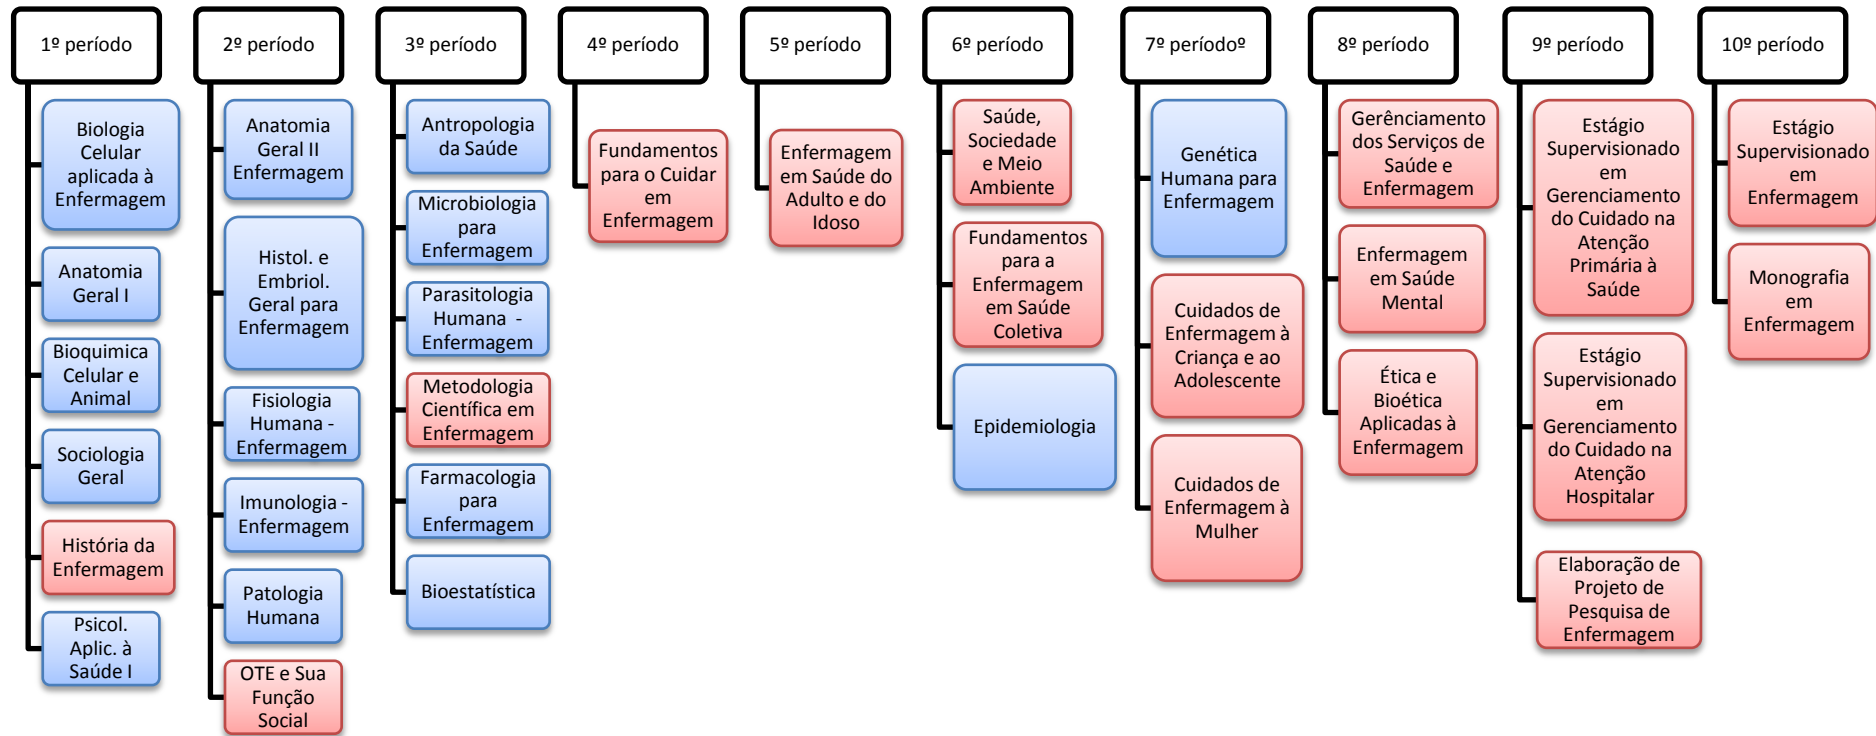 1º período
Biologia
Celular
aplicada à
Enfermagem
Anatomia
Geral I
Bioquimica
Celular e
Animal
Sociologia
Geral
História da
Enfermagem
Psicol.
Aplic. à
Saúde I
2º período
Anatomia
Geral II
Enfermagem
Histol. e
Embriol.
Geral para
Enfermagem
Fisiologia
Humana -
Enfermagem
Imunologia -
Enfermagem
Patologia
Humana
OTE e Sua
Função
Social
3º período
Antropologia
da Saúde
Microbiologia
para
Enfermagem
Parasitologia
Humana -
Enfermagem
Metodologia
Científica em
Enfermagem
Farmacologia
para
Enfermagem
Bioestatística
4º período
Fundamentos
para o Cuidar
em
Enfermagem
5º período
Enfermagem
em Saúde do
Adulto e do
Idoso
6º período
Saúde,
Sociedade
e Meio
Ambiente
Fundamentos
para a
Enfermagem
em Saúde
Coletiva
Epidemiologia
7º períodoº
Genética
Humana para
Enfermagem
Cuidados de
Enfermagem à
Criança e ao
Adolescente
Cuidados de
Enfermagem à
Mulher
8º período
Gerênciamento
dos Serviços de
Saúde e
Enfermagem
Enfermagem
em Saúde
Mental
Ética e
Bioética
Aplicadas à
Enfermagem
9º período
Estágio
Supervisionado
em
Gerenciamento
do Cuidado na
Atenção
Primária à
Saúde
Estágio
Supervisionado
em
Gerenciamento
do Cuidado na
Atenção
Hospitalar
Elaboração de
Projeto de
Pesquisa de
Enfermagem
10º período
Estágio
Supervisionado
em
Enfermagem
Monografia
em
Enfermagem